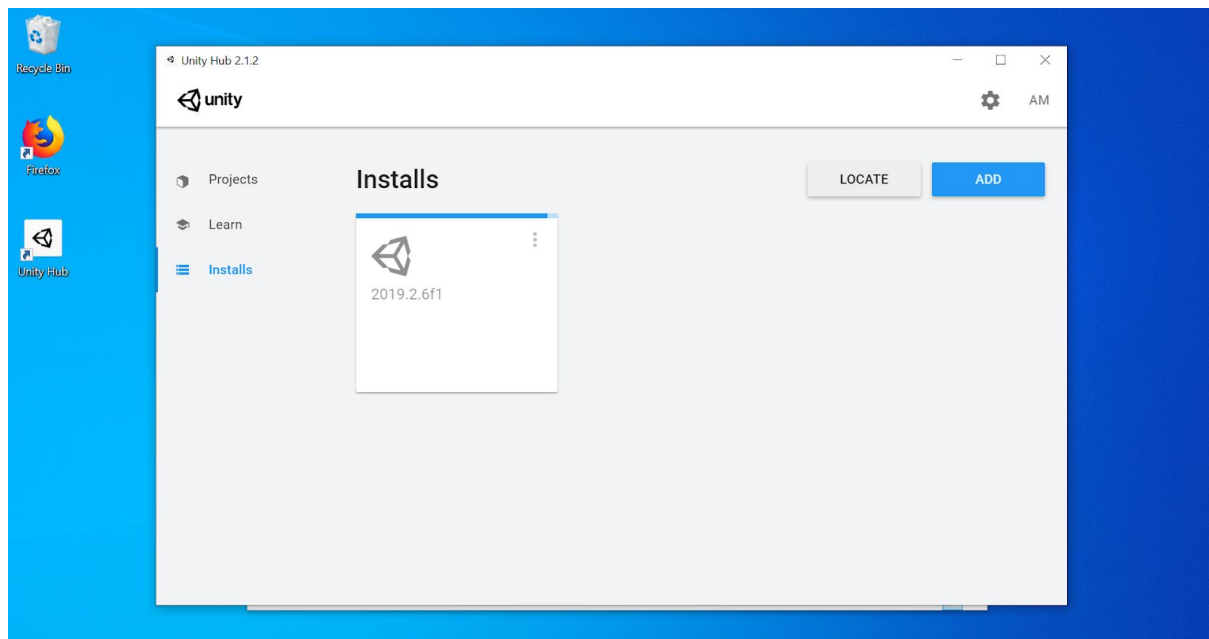 Recycle Bin
Firefox
Unity Hub
Unity Hub 2.1.2
unity
AM
Projects
Learn
Installs
Installs
LOCATE
ADD
2019.2.6f1